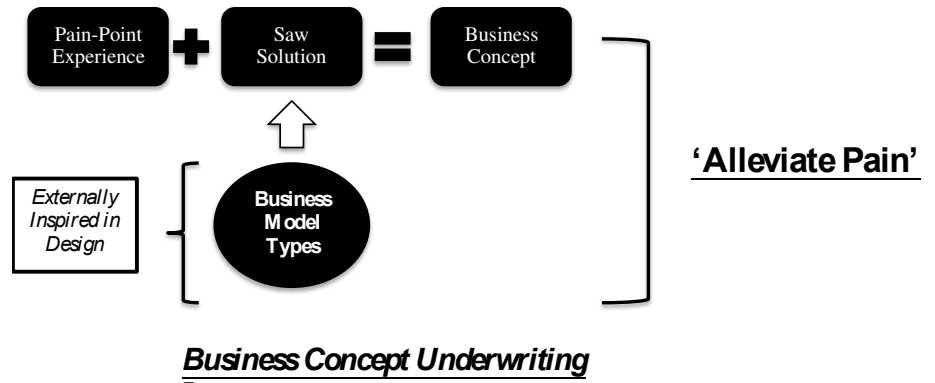 Pain-Point
Experience
Saw
Solution
Business
Concept
'Alleviate Pain'
Externally
Inspired in
Design
Business
Model
Types
Business Concept Underwriting